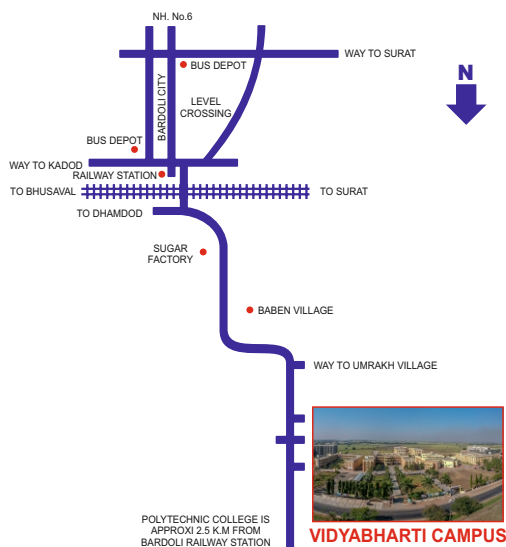 NH. No.6
WAY TO SURAT
BUS DEPOT
N
BARDOLI CITY
LEVEL
CROSSING
BUS DEPOT
WAY TO KADOD
RAILWAY STATION
TO BHUSAVAL
TO SURAT
TO DHAMDOD
SUGAR
FACTORY
BABEN VILLAGE
WAY TO UMRAKH VILLAGE
POLYTECHNIC COLLEGE IS
APPROXI 2.5 K.M FROM
BARDOLI RAILWAY STATION
VIDYABHARTI CAMPUS